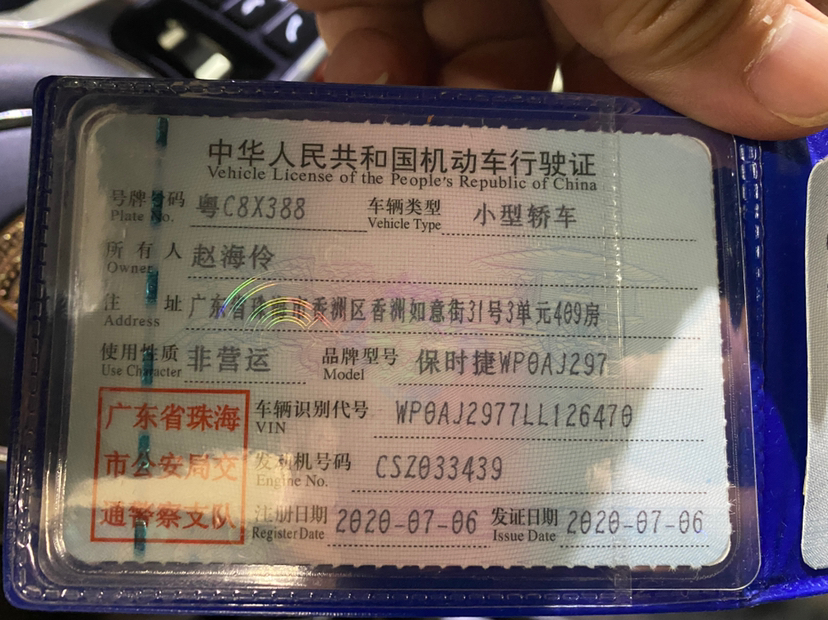 中华人民共和国机动车行驶证
Vehicle License of the People's Republic of China
号牌号码 粤C8X388 车辆类型 小型轿车
Plate No. Vehicle Type
所有人 赵海伶
Owner
住址 广东省珠海市香洲区香洲如意街31号3单元409房
Address
使用性质 非营运 品牌型号 保时捷WP0AJ297
Use Character Model
广东省珠海
市公安局交
通警察支队
车辆识别代号 WP0AJ2977LL126470
VIN
发动机号码 CSZ033439
Engine No.
注册日期 2020-07-06 发证日期 2020-07-06
Register Date Issue Date